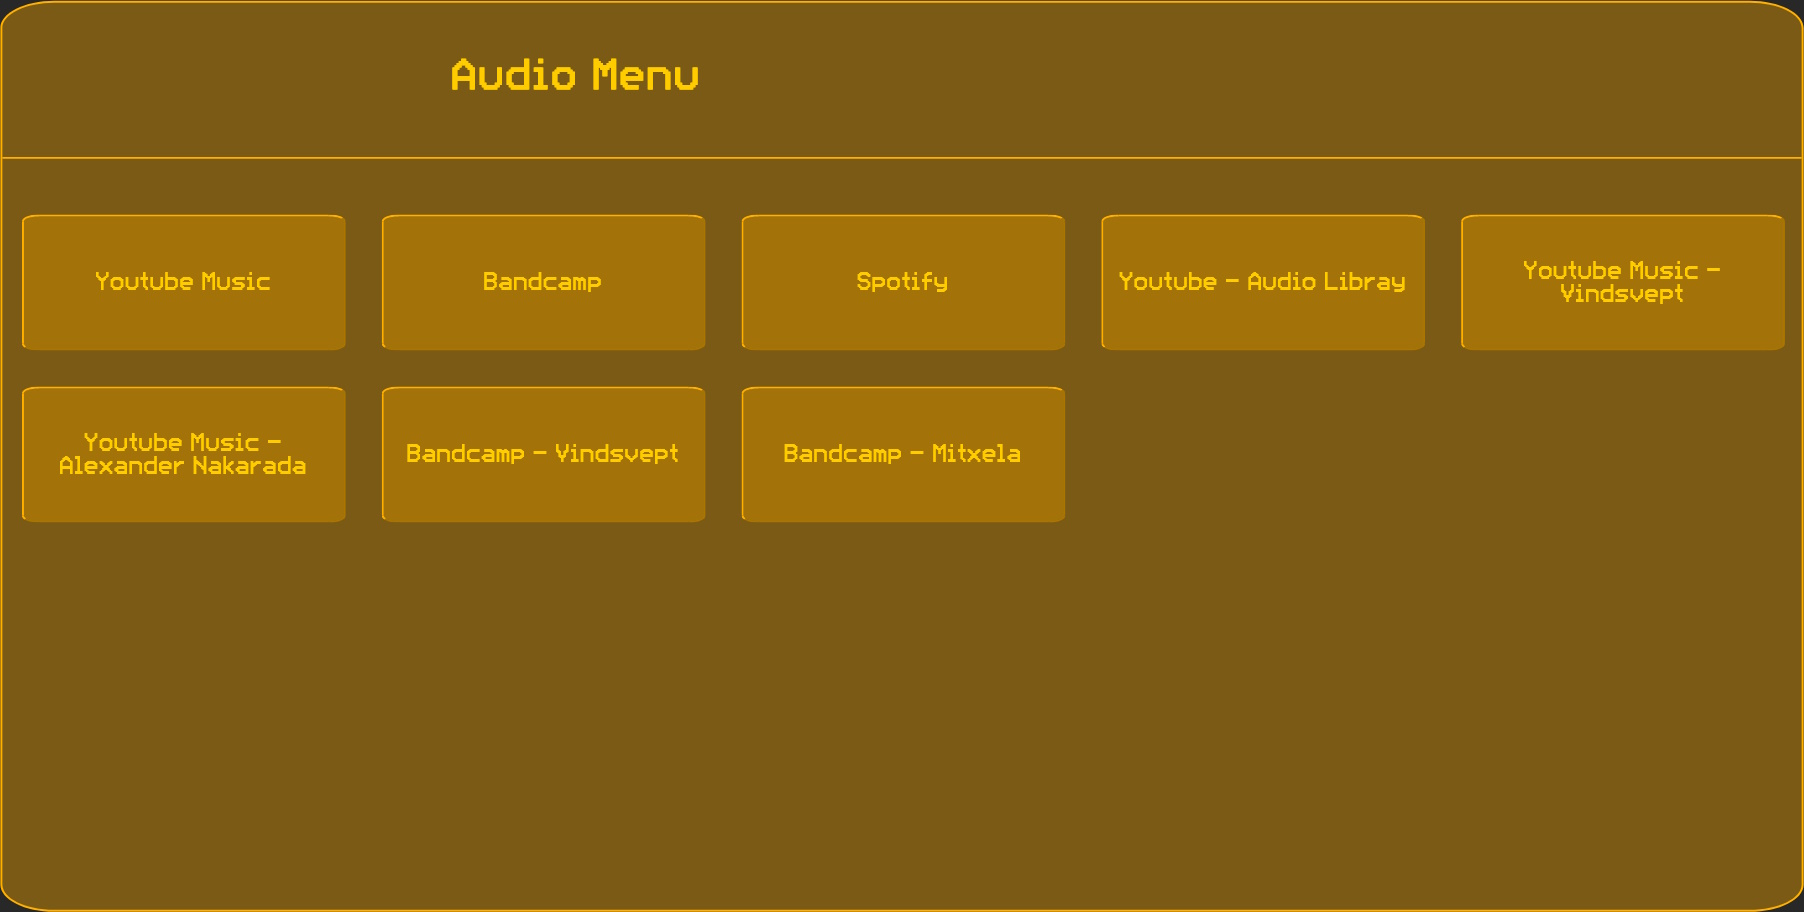 Audio Menu
Youtube Music
Bandcamp
Spotify
Youtube - Audio Libray
Youtube Music -
Vindsvept
Youtube Music -
Alexander Nakarada
Bandcamp - Vindsvept
Bandcamp - Mitxela